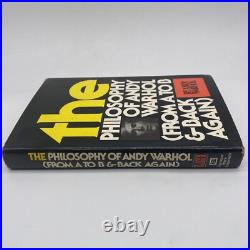 the
PHILOSOPHY
OF ANDY
WARHOL
(FROM A TO B
&BACK
AGAIN)
THE PHILOSOPHY OF ANDY WARHOL
(FROM A TO B & BACK AGAIN)